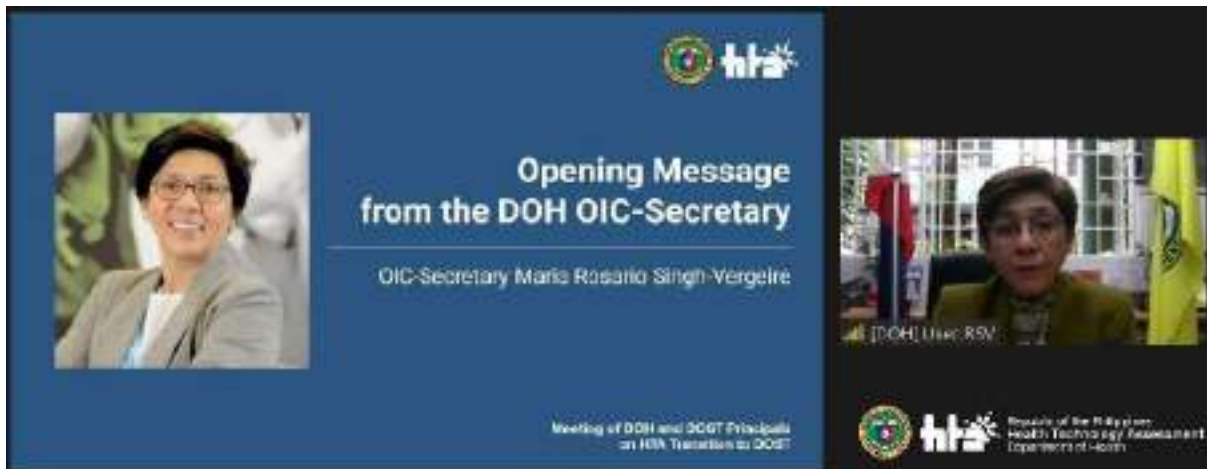 hta
Opening Message
from the DOH OIC-Secretary
OIC-Secretary Maria Rosario Singh-Vergeire
Meeting of DOH and DOST Principals
on HTA Transition to DOST
[DOH] Usec RSV
hta
Republic of the Philippines
Health Technology Assessment
Department of Health